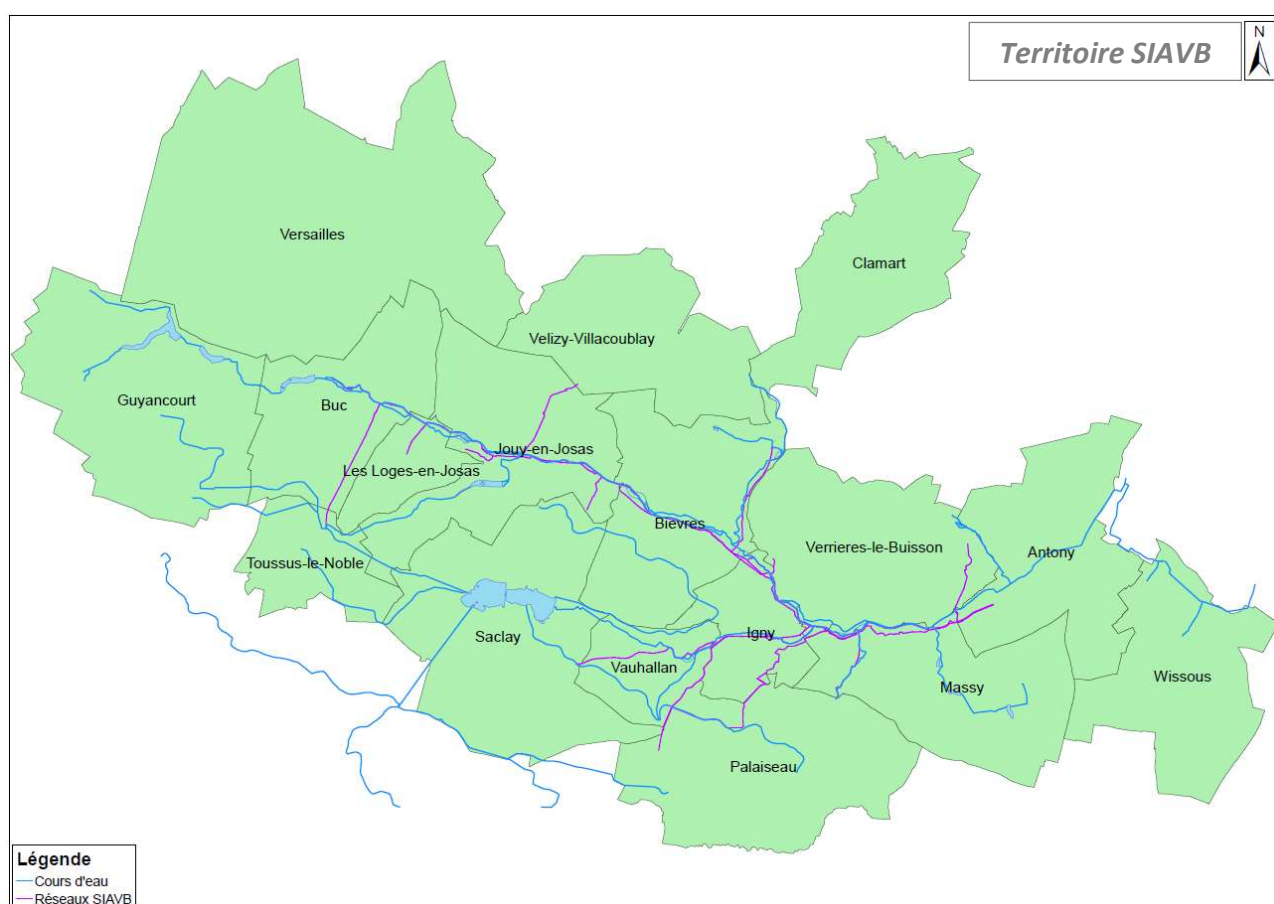 Territoire SIAVB
N
Versailles
Clamart
Velizy-Villacoublay
Guyancourt
Buc
Jouy-en-Josas
Les Loges-en-Josas
Bievres
Verrieres-le-Buisson
Antony
Toussus-le-Noble
Saclay
Igny
Vauhallan
Wissous
Massy
Palaiseau
Légende
Cours d'eau
Réseaux SIAVB